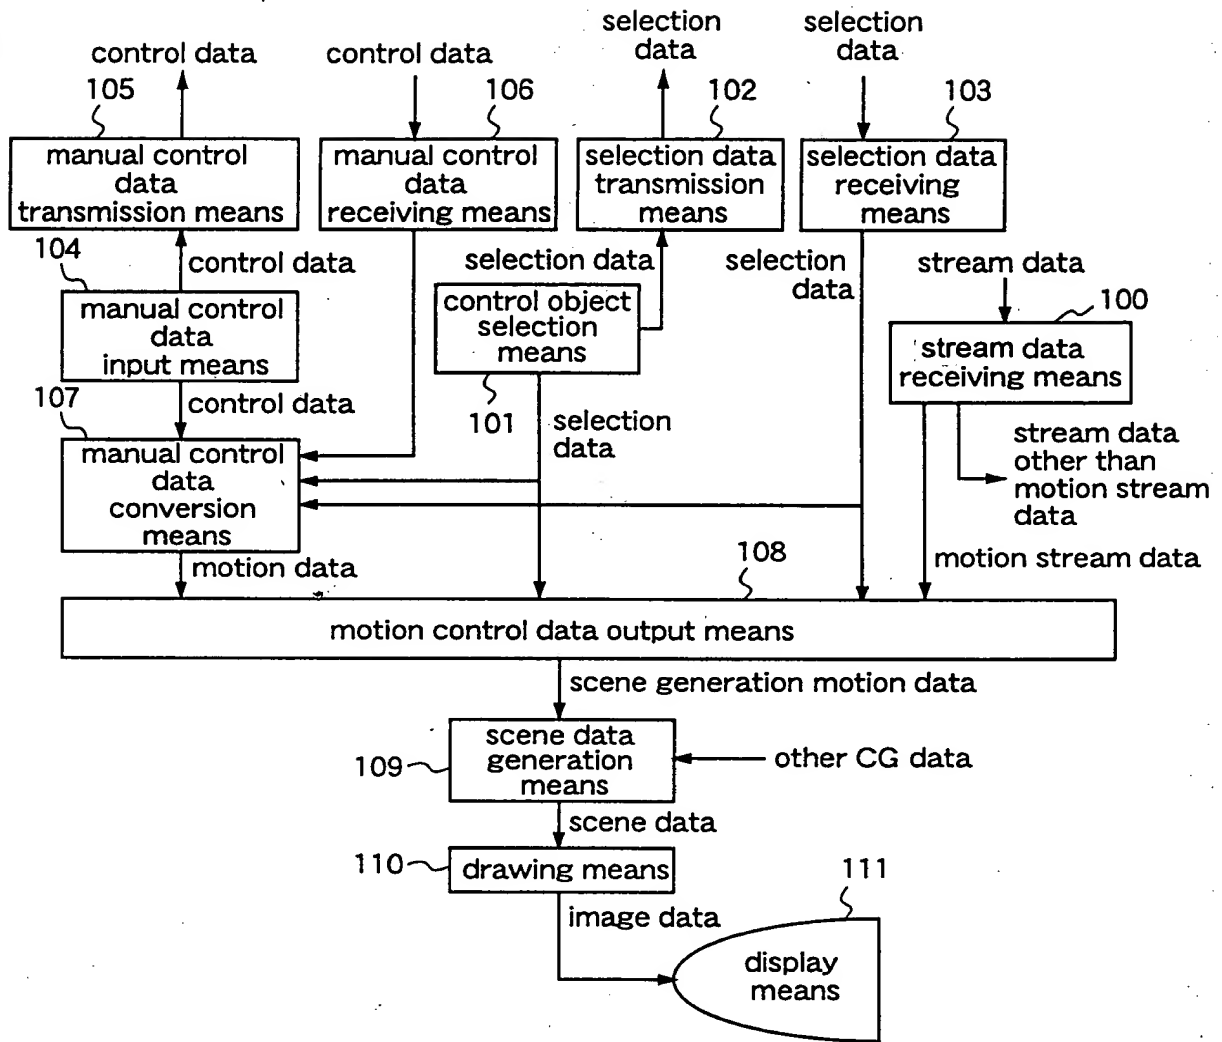 selection
data
selection
data
control data
control data
105
106
102
103
manual control
data
transmission means
manual control
data
receiving means
selection data
transmission
means
selection data
receiving
means
104
control data
selection data
selection
data
stream data
manual control
data
input means
control object
selection
means
100
stream data
receiving means
107
control data
101
selection
data
stream data
other than
motion stream
data
manual control
data
conversion
means
motion data
108
motion stream data
motion control data output means
scene generation motion data
scene data
generation
means
109
other CG data
scene data
110
drawing means
111
image data
display
means